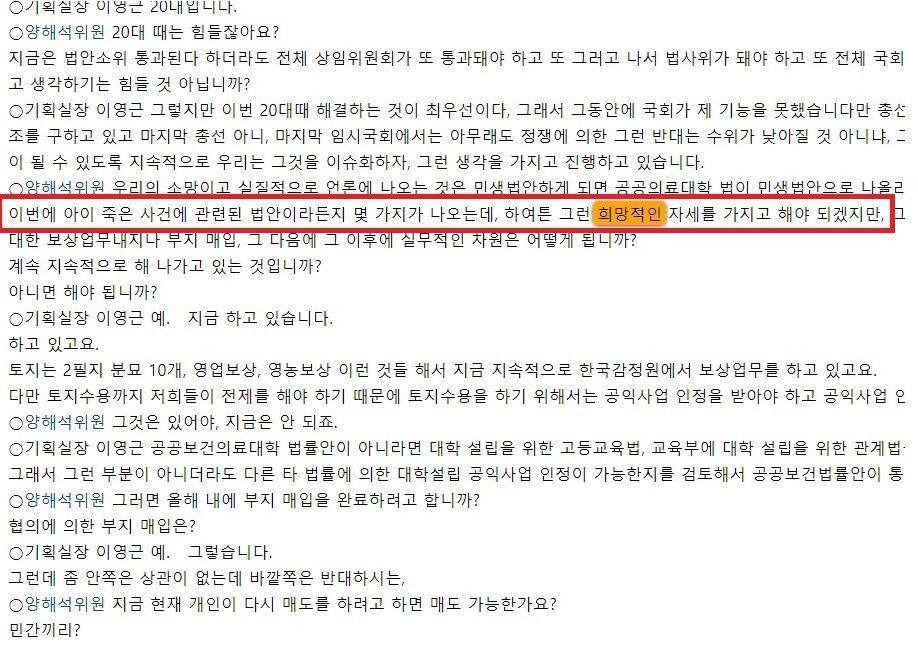 ○기획실장 이영근 20대입니다.
○양해석위원 20대 때는 힘들잖아요?
지금은 법안소위 통과된다 하더라도 전체 상임위원회가 또 통과돼야 하고 또 그러고 나서 법사위가 돼야 하고 또 전체 국회
고 생각하기는 힘들 것 아닙니까?
○기획실장 이영근 그렇지만 이번 20대때 해결하는 것이 최우선이다, 그래서 그동안에 국회가 제 기능을 못했습니다만 총선
조를 구하고 있고 마지막 총선 아니, 마지막 임시국회에서는 아무래도 정쟁에 의한 그런 반대는 수위가 낮아질 것 아니냐,
이 될 수 있도록 지속적으로 우리는 그것을 이슈화하자, 그런 생각을 가지고 진행하고 있습니다.
○양해석위원 우리의 소망이고 실질적으로 언론에 나오는 것은 민생법안하게 되면 공공의료대학 법이 민생법안으로 나올
이번에 아이 죽은 사건에 관련된 법안이라든지 몇 가지가 나오는데, 하여튼 그런 희망적인 자세를 가지고 해야 되겠지만,
대한 보상업무내지나 부지 매입, 그 다음에 그 이후에 실무적인 차원은 어떻게 됩니까?
계속 지속적으로 해 나가고 있는 것입니까?
아니면 해야 됩니까?
○기획실장 이영근 예. 지금 하고 있습니다.
하고 있고요.
토지는 2필지 분묘 10개, 영업보상, 영농보상 이런 것들 해서 지금 지속적으로 한국감정원에서 보상업무를 하고 있고요.
다만 토지수용까지 저희들이 전제를 해야 하기 때문에 토지수용을 하기 위해서는 공익사업 인정을 받아야 하고 공익사업 인
○양해석위원 그것은 있어야, 지금은 안 되죠.
○기획실장 이영근 공공보건의료대학 법률안이 아니라면 대학 설립을 위한 고등교육법, 교육부에 대학 설립을 위한 관계법
그래서 그런 부분이 아니더라도 다른 타 법률에 의한 대학설립 공익사업 인정이 가능한지를 검토해서 공공보건법률안이 통
○양해석위원 그러면 올해 내에 부지 매입을 완료하려고 합니까?
협의에 의한 부지 매입은?
○기획실장 이영근 예. 그렇습니다.
그런데 좀 안쪽은 상관이 없는데 바깥쪽은 반대하시는,
○양해석위원 지금 현재 개인이 다시 매도를 하려고 하면 매도 가능한가요?
민간끼리?